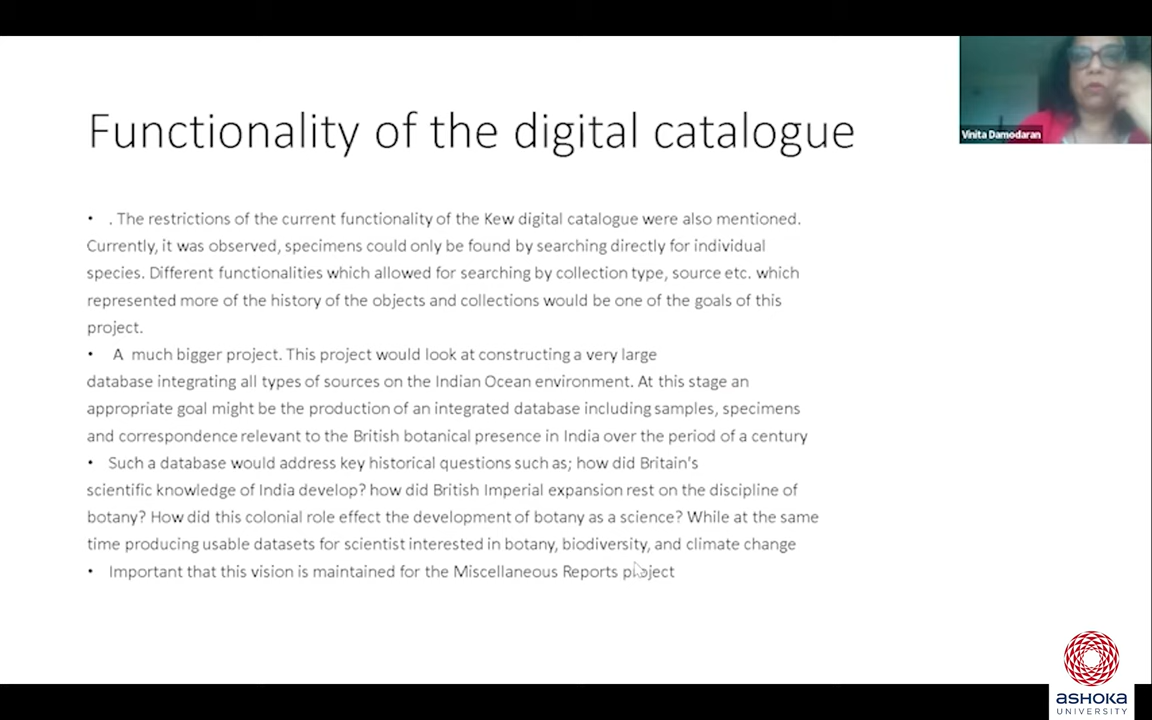 Functionality of the digital catalogue
Vinita Damodaran
• . The restrictions of the current functionality of the Kew digital catalogue were also mentioned.
Currently, it was observed, specimens could only be found by searching directly for individual
species. Different functionalities which allowed for searching by collection type, source etc. which
represented more of the history of the objects and collections would be one of the goals of this
project.
• A much bigger project. This project would look at constructing a very large
database integrating all types of sources on the Indian Ocean environment. At this stage an
appropriate goal might be the production of an integrated database including samples, specimens
and correspondence relevant to the British botanical presence in India over the period of a century
• Such a database would address key historical questions such as; how did Britain's
scientific knowledge of India develop? how did British Imperial expansion rest on the discipline of
botany? How did this colonial role effect the development of botany as a science? While at the same
time producing usable datasets for scientist interested in botany, biodiversity, and climate change
• Important that this vision is maintained for the Miscellaneous Reports project
ASHOKA
UNIVERSITY